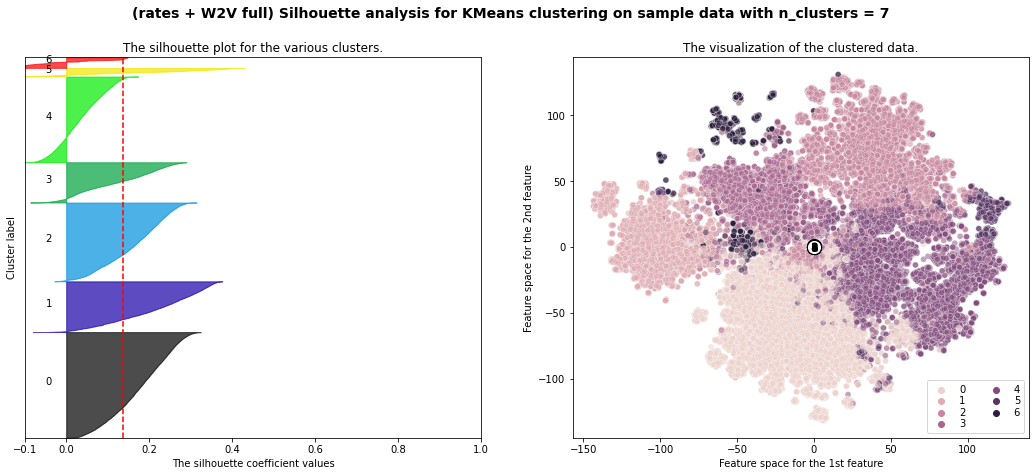 (rates + W2V full) Silhouette analysis for KMeans clustering on sample data with n_clusters = 7
The silhouette plot for the various clusters.
Cluster label
6
5
4
3
2
1
0
−0.1 0.0 0.2 0.4 0.6 0.8 1.0
The silhouette coefficient values
The visualization of the clustered data.
Feature space for the 2nd feature
100
50
0
−50
−100
0 4
1 5
2 6
3
−150 −100 −50 0 50 100
Feature space for the 1st feature